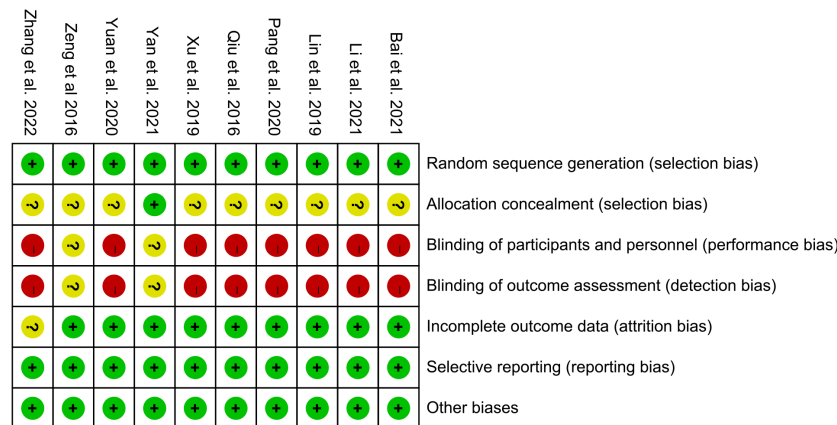 Zhang et al. 2022
Zeng et al 2016
Yuan et al. 2020
Yan et al. 2021
Xu et al. 2019
Qiu et al. 2016
Pang et al. 2020
Lin et al. 2019
Li et al. 2021
Bai et al. 2021
+ + + + + + + + + + Random sequence generation (selection bias)
? ? ? + ? ? ? ? ? ? Allocation concealment (selection bias)
- ? - ? - - - - - - Blinding of participants and personnel (performance bias)
- ? - ? - - - - - - Blinding of outcome assessment (detection bias)
? + + + + + + + + + Incomplete outcome data (attrition bias)
+ + + + + + + + + + Selective reporting (reporting bias)
+ + + + + + + + + + Other biases